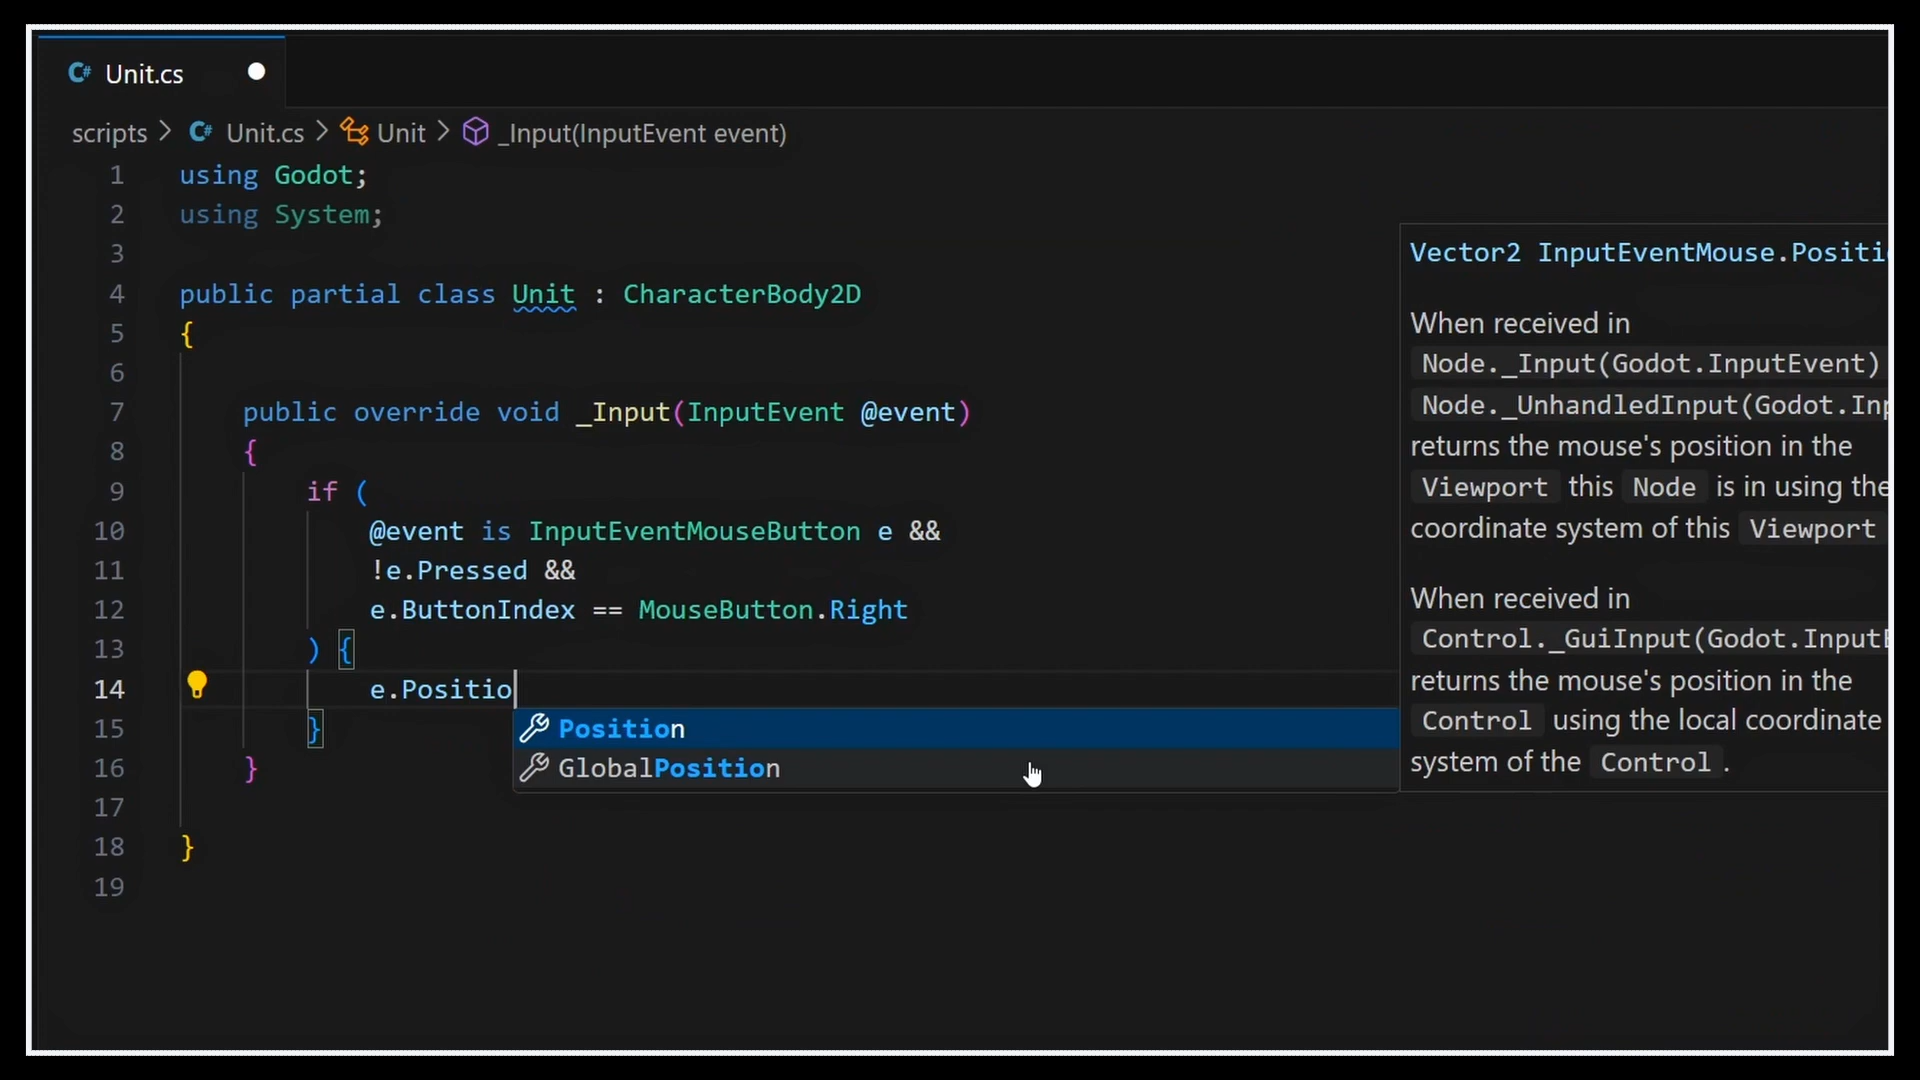 Unit.cs
scripts > Unit.cs > Unit > _Input(InputEvent event)
1 using Godot;
2 using System;
3
4 public partial class Unit : CharacterBody2D
5 {
6
7 public override void _Input(InputEvent @event)
8 {
9 if (
10 @event is InputEventMouseButton e &&
11 !e.Pressed &&
12 e.ButtonIndex == MouseButton.Right
13 ) {
14 e.Positio
15 }
16 }
17
18 }
19
Position
GlobalPosition
Vector2 InputEventMouse.Positi
When received in
Node._Input(Godot.InputEvent)
Node._UnhandledInput(Godot.Inp
returns the mouse's position in the
Viewport this Node is in using the
coordinate system of this Viewport
When received in
Control._GuiInput(Godot.InputE
returns the mouse's position in the
Control using the local coordinate
system of the Control .